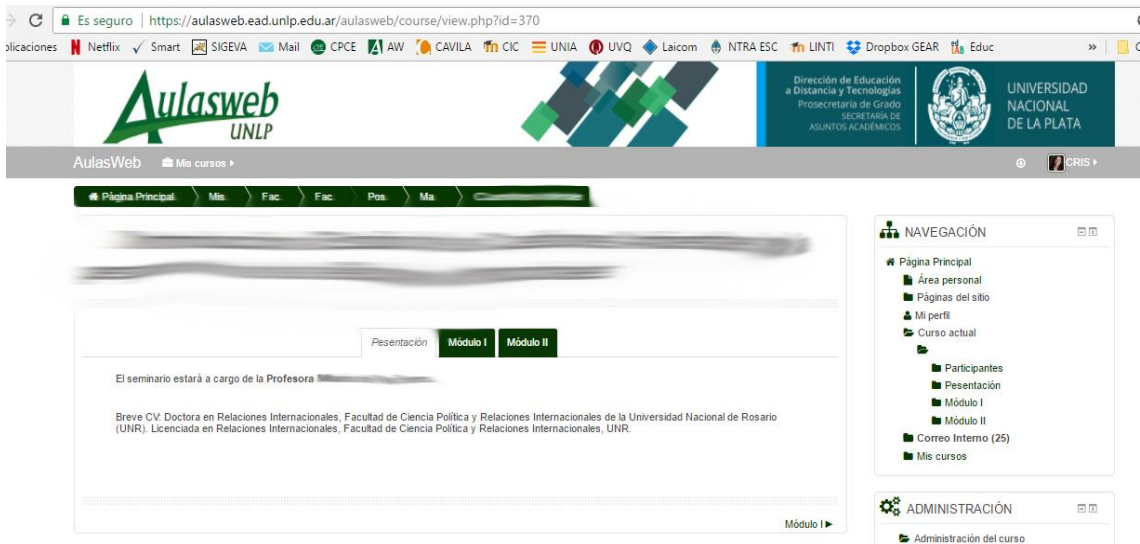 Es seguro | https://aulasweb.ead.unlp.edu.ar/aulasweb/course/view.php?id=370
olicaciones Netflix Smart SIGEVA Mail CPCE AW CAVILA CIC UNIA UVQ Laicom NTRA ESC LINTI Dropbox GEAR Educ »
Aulasweb
UNLP
Dirección de Educación
a Distancia y Tecnologías
Prosecretaría de Grado
SECRETARÍA DE
ASUNTOS ACADÉMICOS
UNIVERSIDAD
NACIONAL
DE LA PLATA
AulasWeb Mis cursos CRIS
Página Principal Mis Fac Fac Pos Ma
Pesentación Módulo I Módulo II
El seminario estará a cargo de la Profesora
Breve CV: Doctora en Relaciones Internacionales, Facultad de Ciencia Política y Relaciones Internacionales de la Universidad Nacional de Rosario
(UNR). Licenciada en Relaciones Internacionales, Facultad de Ciencia Política y Relaciones Internacionales, UNR.
Módulo I
NAVEGACIÓN
Página Principal
Área personal
Páginas del sitio
Mi perfil
Curso actual
Participantes
Pesentación
Módulo I
Módulo II
Correo Interno (25)
Mis cursos
ADMINISTRACIÓN
Administración del curso